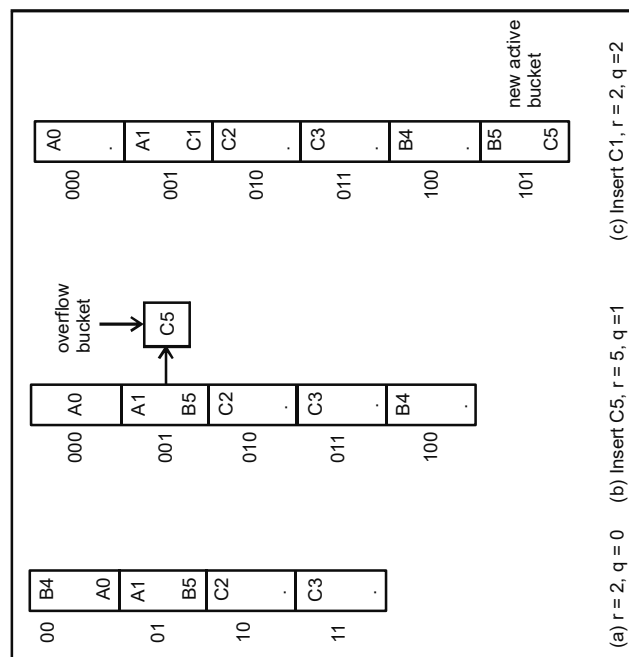 00
B4
A0
01
A1
B5
10
C2
.
11
C3
.
(a) r = 2, q = 0
000
A0
001
A1
B5
overflow
bucket
C5
010
C2
.
011
C3
.
100
B4
.
(b) Insert C5, r = 5, q =1
000
A0
.
001
A1
C1
010
C2
.
011
C3
.
100
B4
.
101
B5
C5
new active
bucket
(c) Insert C1, r = 2, q =2